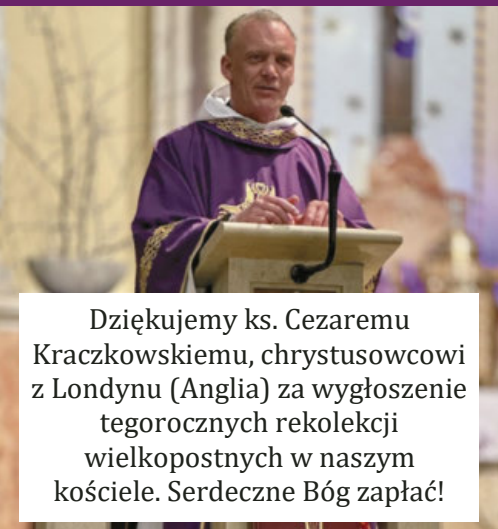 Dziękujemy ks. Cezaremu
Kraczkowskiemu, chrystusowcowi
z Londynu (Anglia) za wygłoszenie
tegorocznych rekolekcji
wielkopostnych w naszym
kościele. Serdeczne Bóg zapłać!